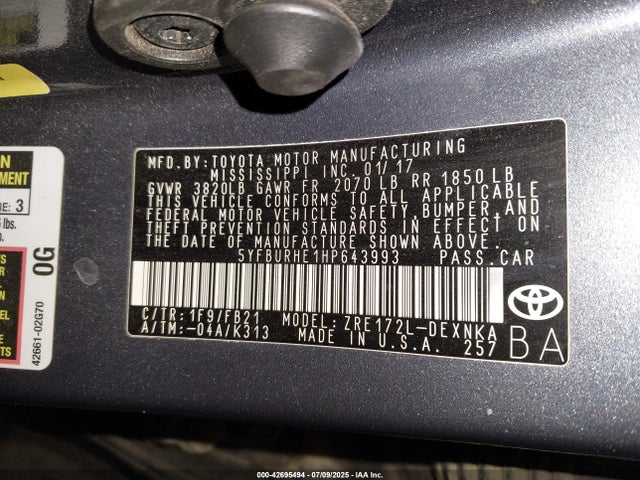 MFD.BY:TOYOTA MOTOR MANUFACTURING
MISSISSIPPI INC. 01/17
GVWR 3820LB GAWR FR 2070 LB RR 1850 LB
THIS VEHICLE CONFORMS TO ALL APPLICABLE
FEDERAL MOTOR VEHICLE SAFETY,BUMPER,AND
THEFT PREVENTION STANDARDS IN EFFECT ON
THE DATE OF MANUFACTURE SHOWN ABOVE.
5YFBURHE1HP643993 PASS.CAR
C/TR:1F9/FB21 MODEL: ZRE172L-DEXNKA
A/TM:-04A/K313 MADE IN U.S.A. 257
BA
3
lbs.
0G
42661-02G70
000-42695494 - 07/09/2025 - IAA Inc.